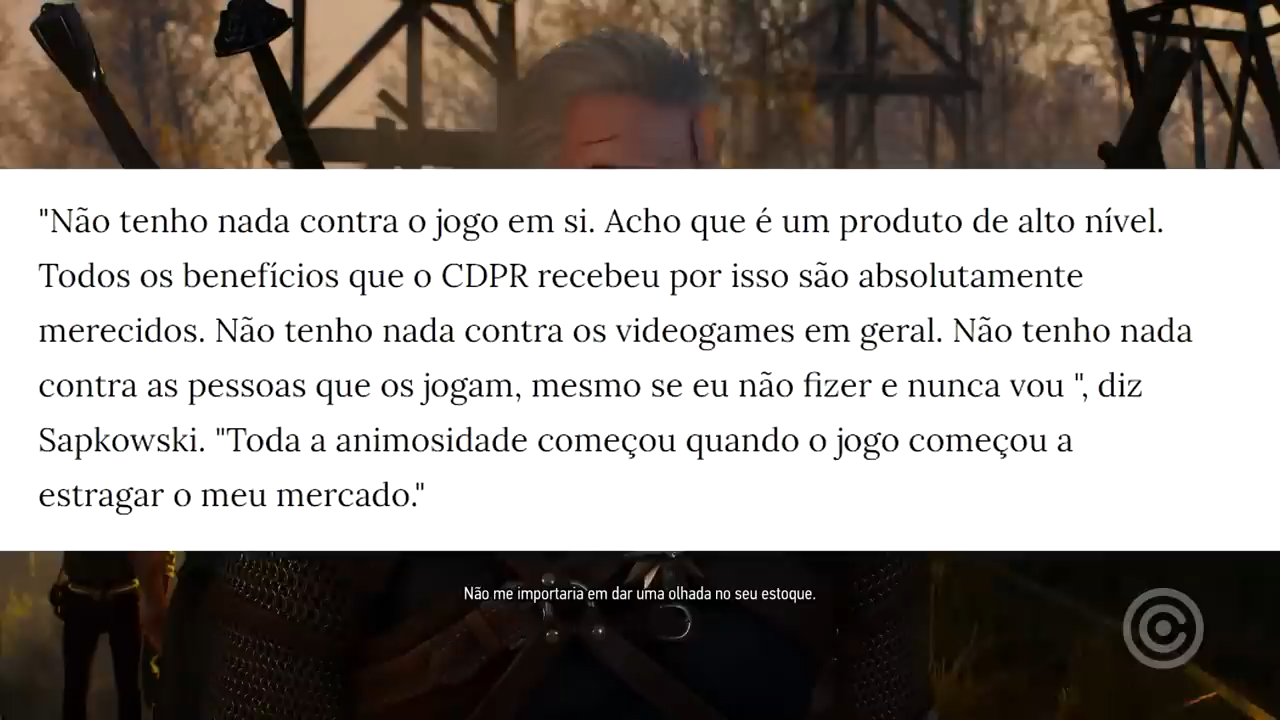 "Não tenho nada contra o jogo em si. Acho que é um produto de alto nível.
Todos os benefícios que o CDPR recebeu por isso são absolutamente
merecidos. Não tenho nada contra os videogames em geral. Não tenho nada
contra as pessoas que os jogam, mesmo se eu não fizer e nunca vou ", diz
Sapkowski. "Toda a animosidade começou quando o jogo começou a
estragar o meu mercado."
Não me importaria em dar uma olhada no seu estoque.